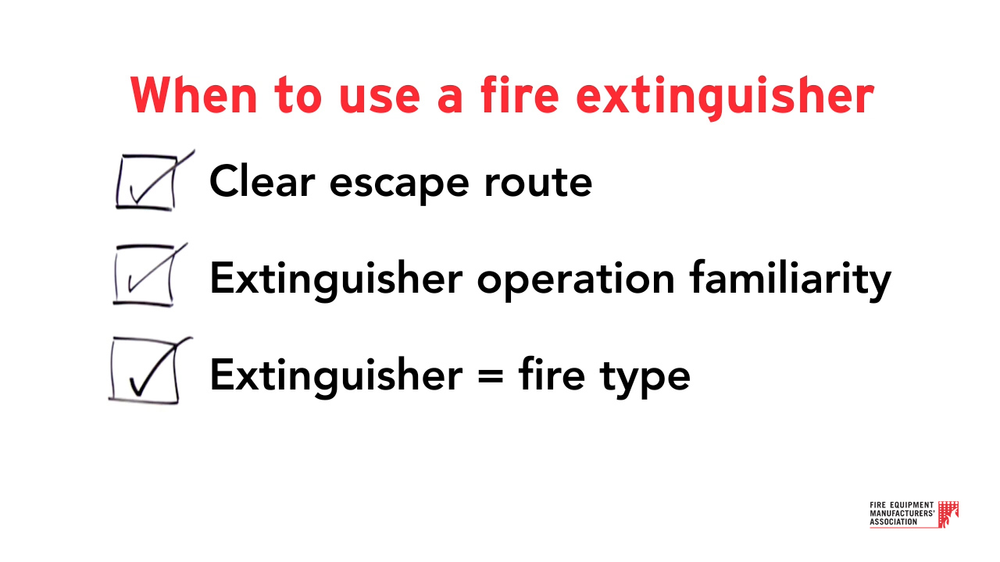 When to use a fire extinguisher
Clear escape route
Extinguisher operation familiarity
Extinguisher = fire type
FIRE EQUIPMENT
MANUFACTURERS'
ASSOCIATION